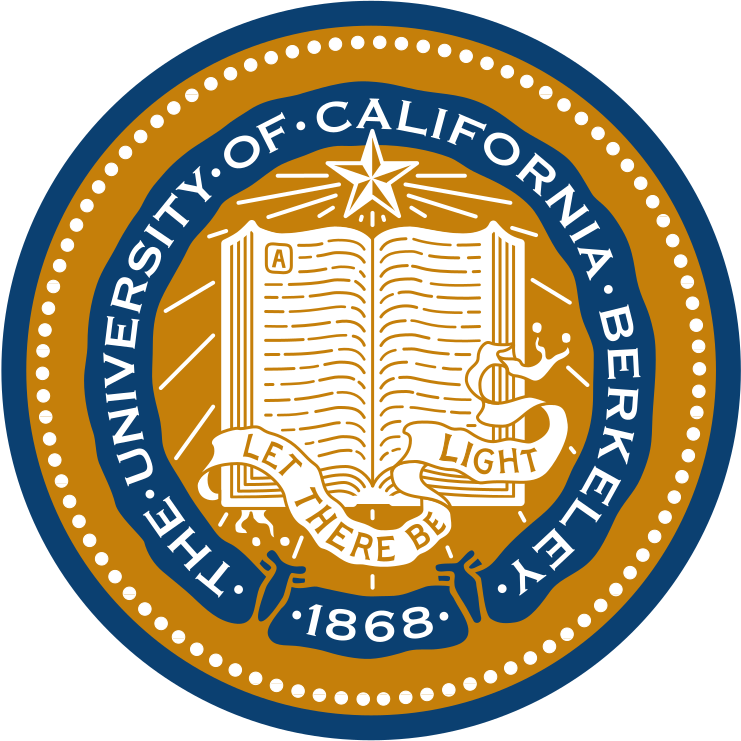 · THE · UNIVERSITY · OF · CALIFORNIA · BERKELEY ·
A
LET THERE BE LIGHT
· 1868 ·